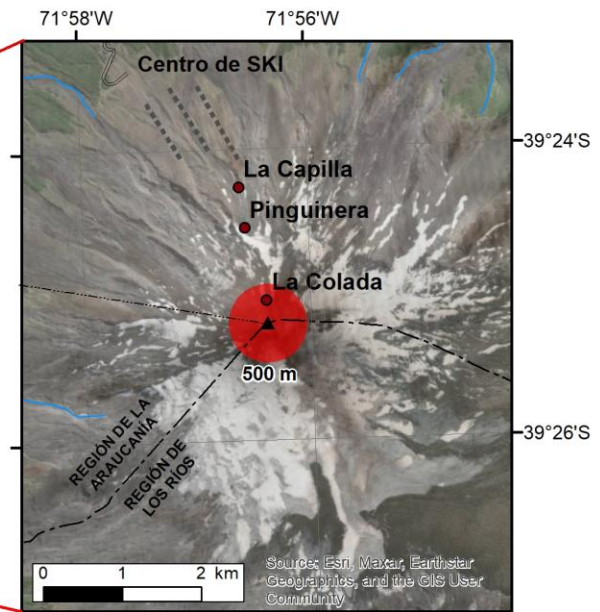 71°58'W
71°56'W
Centro de SKI
39°24'S
La Capilla
Pinguinera
La Colada
500 m
39°26'S
REGIÓN DE LA
ARAUCANÍA
REGIÓN DE
LOS RÍOS
0 1 2 km
Source: Esri, Maxar, Earthstar
Geographics, and the GIS User
Community